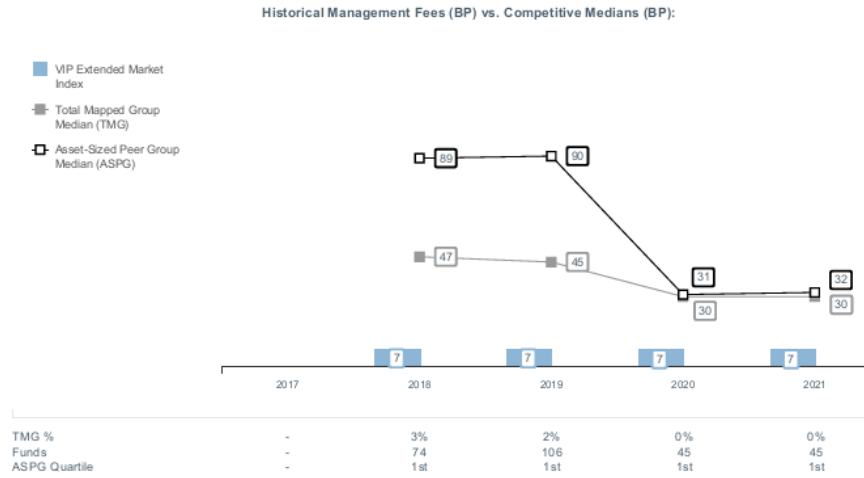 Historical Management Fees (BP) vs. Competitive Medians (BP):
VIP Extended Market
Index
Total Mapped Group
Median (TMG)
Asset-Sized Peer Group
Median (ASPG)
89
90
47
45
31
32
30
30
7
7
7
7
2017 2018 2019 2020 2021
TMG % - 3% 2% 0% 0%
Funds - 74 106 45 45
ASPG Quartile - 1st 1st 1st 1st